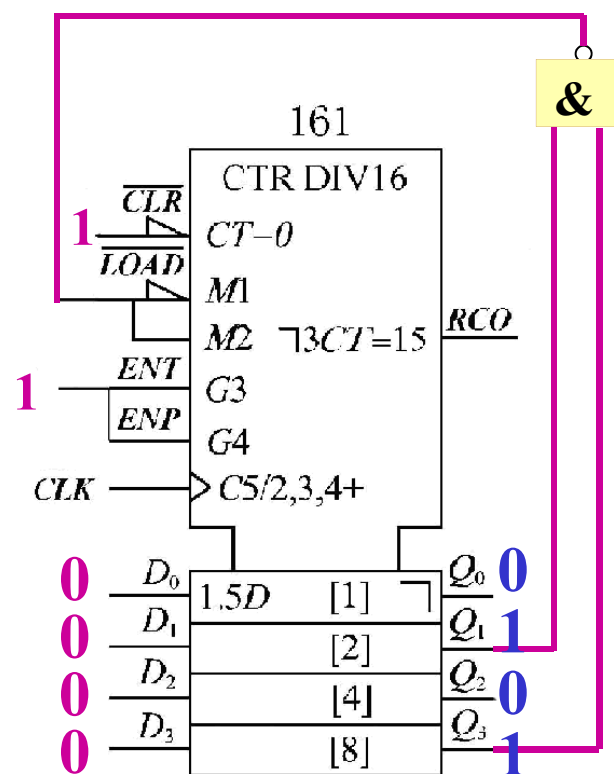 &
161
CTR DIV16
CLR
1
CT-0
LOAD
M1
M2
⌝3CT=15
RCO
1
ENT
G3
ENP
G4
CLK
C5/2,3,4+
0
D₀
1.5D
[1]
⌝
Q₀
0
0
D₁
[2]
Q₁
1
0
D₂
[4]
Q₂
0
0
D₃
[8]
Q₃
1